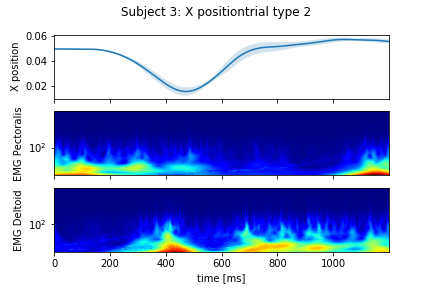 Subject 3: X positiontrial type 2
X position
0.06
0.04
0.02
EMG Pectoralis
10²
EMG Deltoid
10²
0 200 400 600 800 1000
time [ms]